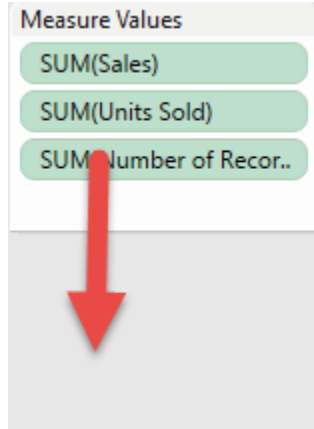 Measure Values
SUM(Sales)
SUM(Units Sold)
SUM(Number of Recor..